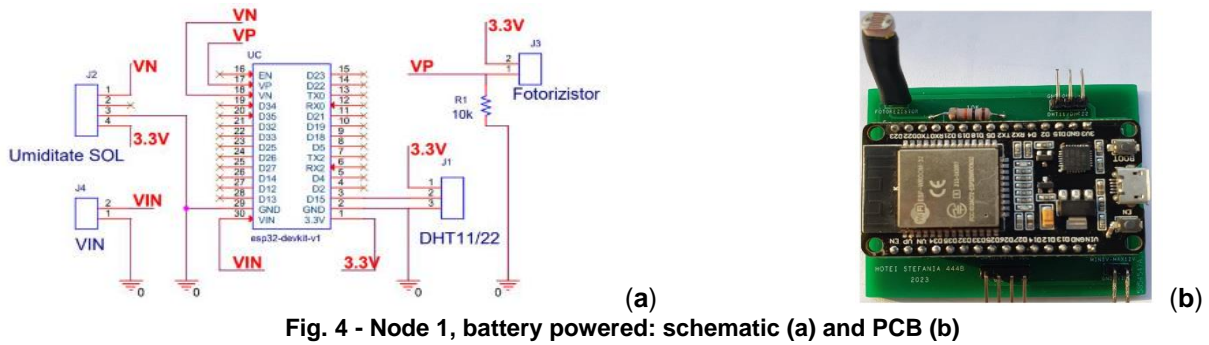 VN
VP
VN
J2
1
2
3
4
3.3V
Umiditate SOL
J4
2
1
VIN
VIN
0
0
UC
16 EN D23 15
17 VP D22 14
18 VN TX0 13
19 D34 RX0 12
20 D35 D21 11
21 D32 D19 10
22 D33 D18 9
23 D25 D5 8
24 D26 TX2 7
25 D27 RX2 6
26 D14 D4 5
27 D12 D2 4
28 D13 D15 3
29 GND GND 2
30 VIN 3.3V 1
esp32-devkit-v1
VIN
3.3V
3.3V
J3
2
1
VP
Fotorizistor
R1
10k
3.3V
J1
1
2
3
DHT11/22
0
0
(a)
HOTEI STEFANIA 444B
2023
BOOT
EN
(b)
Fig. 4 - Node 1, battery powered: schematic (a) and PCB (b)